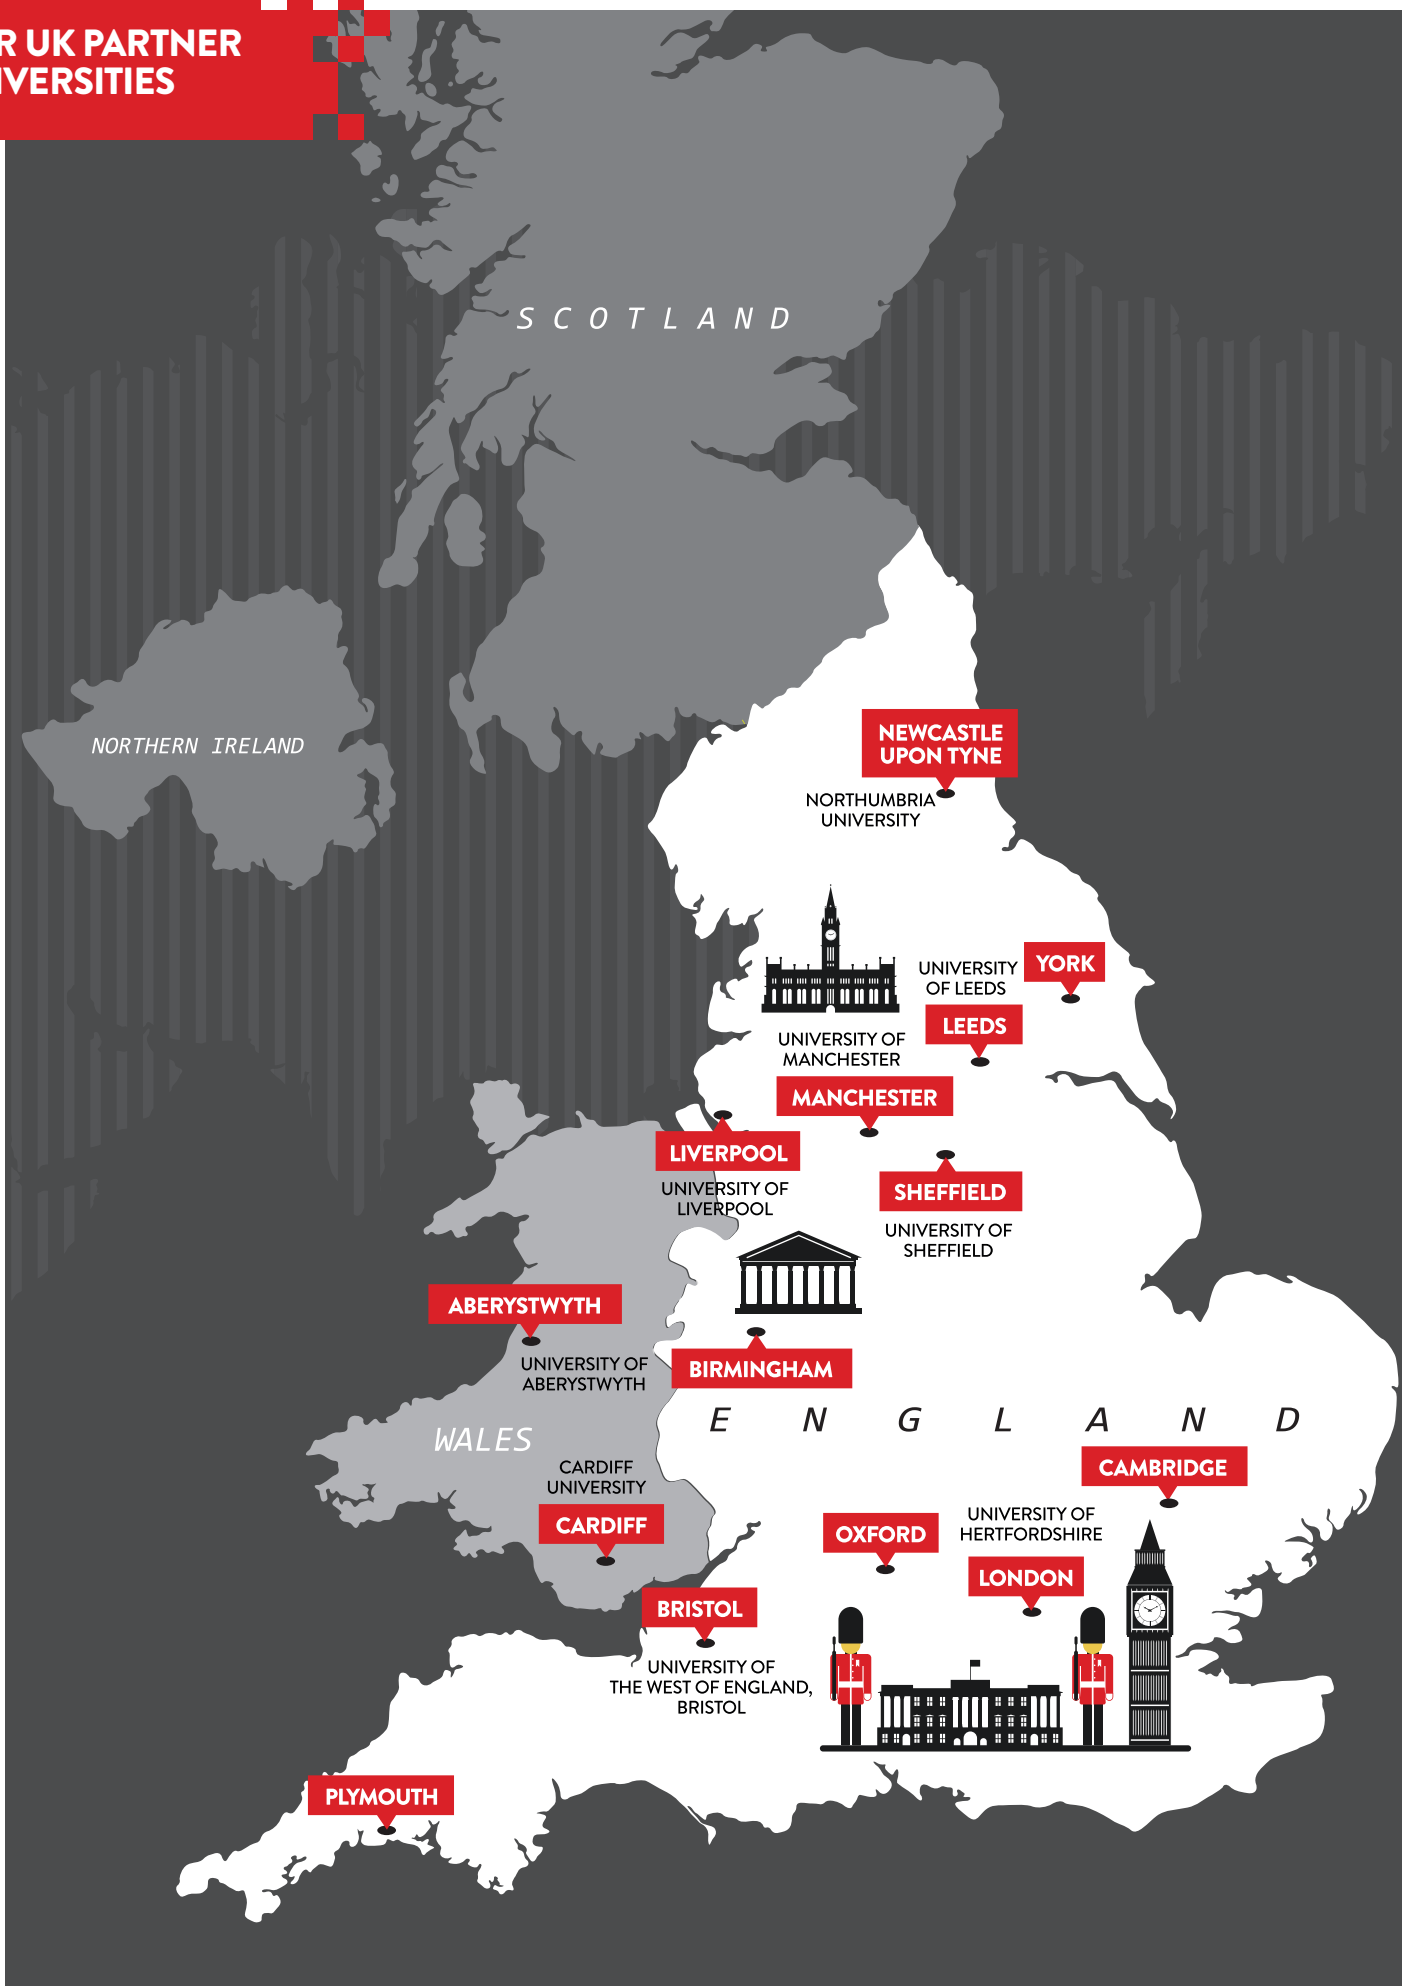 R UK PARTNER
IVERSITIES
SCOTLAND
NORTHERN IRELAND
NEWCASTLE
UPON TYNE
NORTHUMBRIA
UNIVERSITY
YORK
UNIVERSITY
OF LEEDS
LEEDS
UNIVERSITY OF
MANCHESTER
MANCHESTER
LIVERPOOL
UNIVERSITY OF
LIVERPOOL
SHEFFIELD
UNIVERSITY OF
SHEFFIELD
ABERYSTWYTH
UNIVERSITY OF
ABERYSTWYTH
BIRMINGHAM
ENGLAND
WALES
CARDIFF
UNIVERSITY
CARDIFF
CAMBRIDGE
OXFORD
UNIVERSITY OF
HERTFORDSHIRE
LONDON
BRISTOL
UNIVERSITY OF
THE WEST OF ENGLAND,
BRISTOL
PLYMOUTH